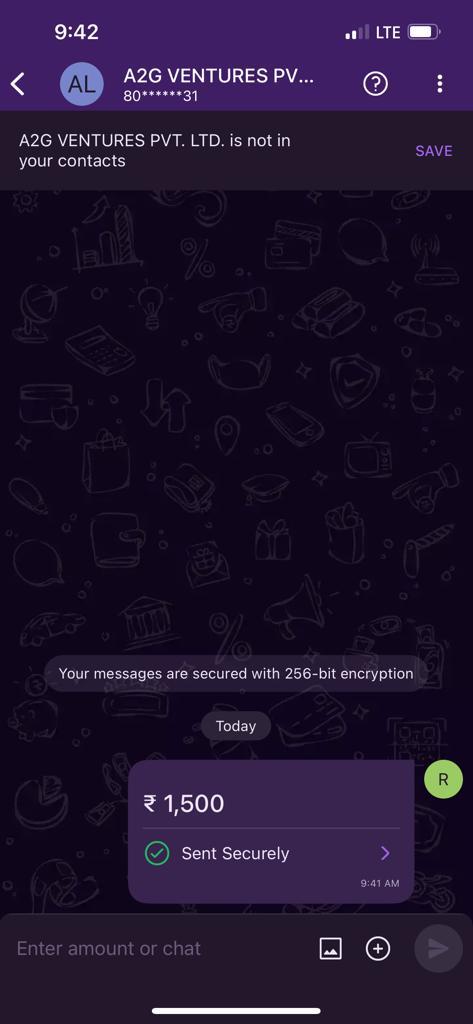 9:42
LTE
AL
A2G VENTURES PV...
80******31
A2G VENTURES PVT. LTD. is not in
your contacts
SAVE
Your messages are secured with 256-bit encryption
Today
R
₹ 1,500
Sent Securely
9:41 AM
Enter amount or chat